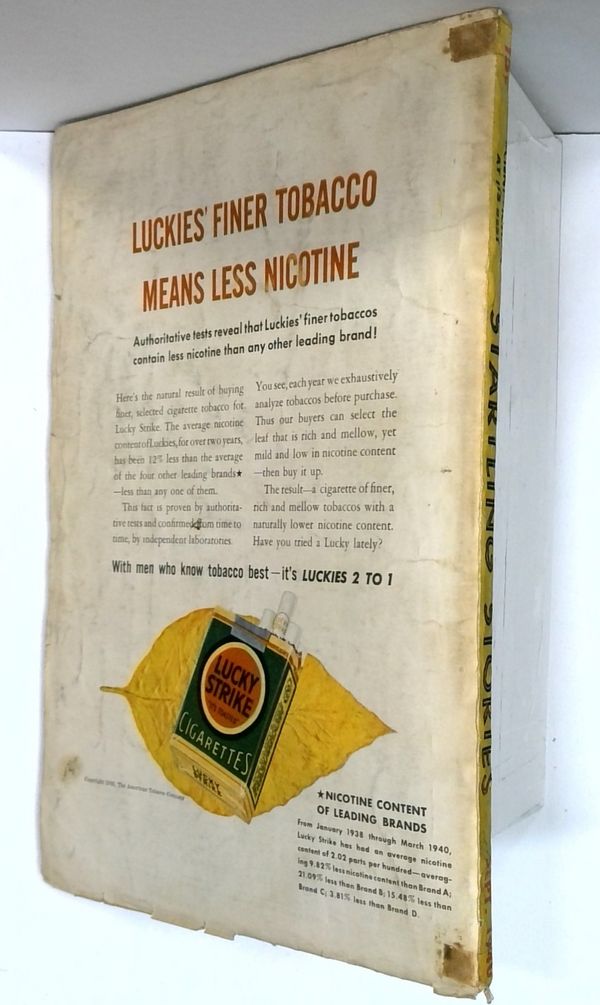 LUCKIES' FINER TOBACCO
MEANS LESS NICOTINE
Authoritative tests reveal that Luckies' finer tobaccos
contain less nicotine than any other leading brand!
Here's the natural result of buying
finer, selected cigarette tobacco for
Lucky Strike. The average nicotine
content of Luckies, for over two years,
has been 12% less than the average
of the four other leading brands★
—less than any one of them.
This fact is proven by authorita-
tive tests and confirmed from time to
time, by independent laboratories.
You see, each year we exhaustively
analyze tobaccos before purchase.
Thus our buyers can select the
leaf that is rich and mellow, yet
mild and low in nicotine content
—then buy it up.
The result—a cigarette of finer,
rich and mellow tobaccos with a
naturally lower nicotine content.
Have you tried a Lucky lately?
With men who know tobacco best—it's LUCKIES 2 TO 1
LUCKY
STRIKE
"IT'S TOASTED"
CIGARETTES
LUCKY
STRIKE
Copyright 1940, The American Tobacco Company
★NICOTINE CONTENT
OF LEADING BRANDS
From January 1938 through March 1940,
Lucky Strike has had an average nicotine
content of 2.02 parts per hundred—averag-
ing 9.82% less nicotine content than Brand A;
21.09% less than Brand B; 15.48% less than
Brand C; 3.81% less than Brand D.
STARTLING STORIES